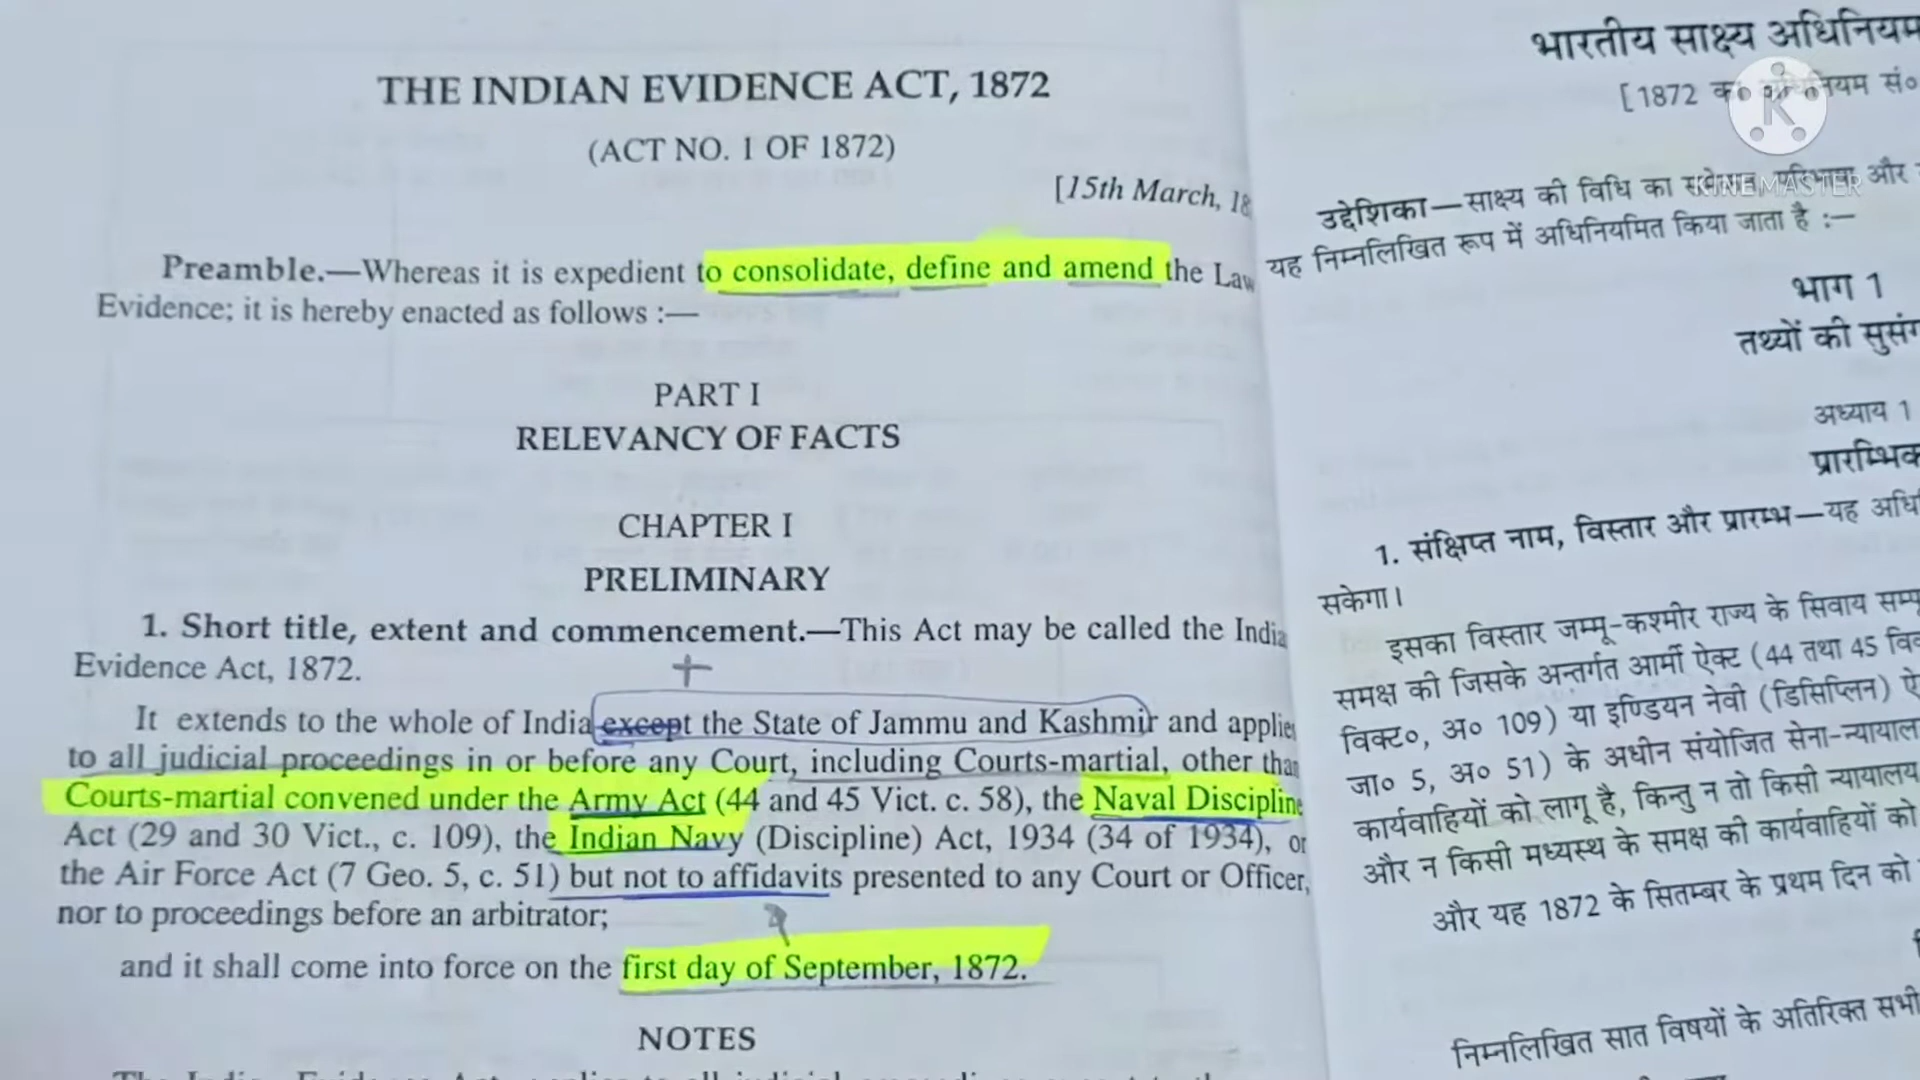 THE INDIAN EVIDENCE ACT, 1872
(ACT NO. 1 OF 1872)
[15th March, 18
Preamble.—Whereas it is expedient to consolidate, define and amend the Law
Evidence; it is hereby enacted as follows :—
PART I
RELEVANCY OF FACTS
CHAPTER I
PRELIMINARY
1. Short title, extent and commencement.—This Act may be called the India
Evidence Act, 1872.
It extends to the whole of India except the State of Jammu and Kashmir and applies
to all judicial proceedings in or before any Court, including Courts-martial, other than
Courts-martial convened under the Army Act (44 and 45 Vict. c. 58), the Naval Discipline
Act (29 and 30 Vict., c. 109), the Indian Navy (Discipline) Act, 1934 (34 of 1934), or
the Air Force Act (7 Geo. 5, c. 51) but not to affidavits presented to any Court or Officer,
nor to proceedings before an arbitrator;
and it shall come into force on the first day of September, 1872.
NOTES
भारतीय साक्ष्य अधिनियम
[1872 का अधिनियम सं०
उद्देशिका—साक्ष्य की विधि का और
यह निम्नलिखित रूप में अधिनियमित किया जाता है :—
भाग 1
तथ्यों की सुसंग
अध्याय 1
प्रारम्भिक
1. संक्षिप्त नाम, विस्तार और प्रारम्भ—यह अधि
सकेगा।
इसका विस्तार जम्मू-कश्मीर राज्य के सिवाय सम्पू
समक्ष की जिसके अन्तर्गत आर्मी ऐक्ट (44 तथा 45 विक
विक्ट०, अ० 109) या इण्डियन नेवी (डिसिप्लिन) ऐ
जा० 5, अ० 51) के अधीन संयोजित सेना-न्यायाल
कार्यवाहियों को लागू है, किन्तु न तो किसी न्यायालय
और न किसी मध्यस्थ के समक्ष की कार्यवाहियों को
और यह 1872 के सितम्बर के प्रथम दिन को
निम्नलिखित सात विषयों के अतिरिक्त सभी
K
KINEMASTER